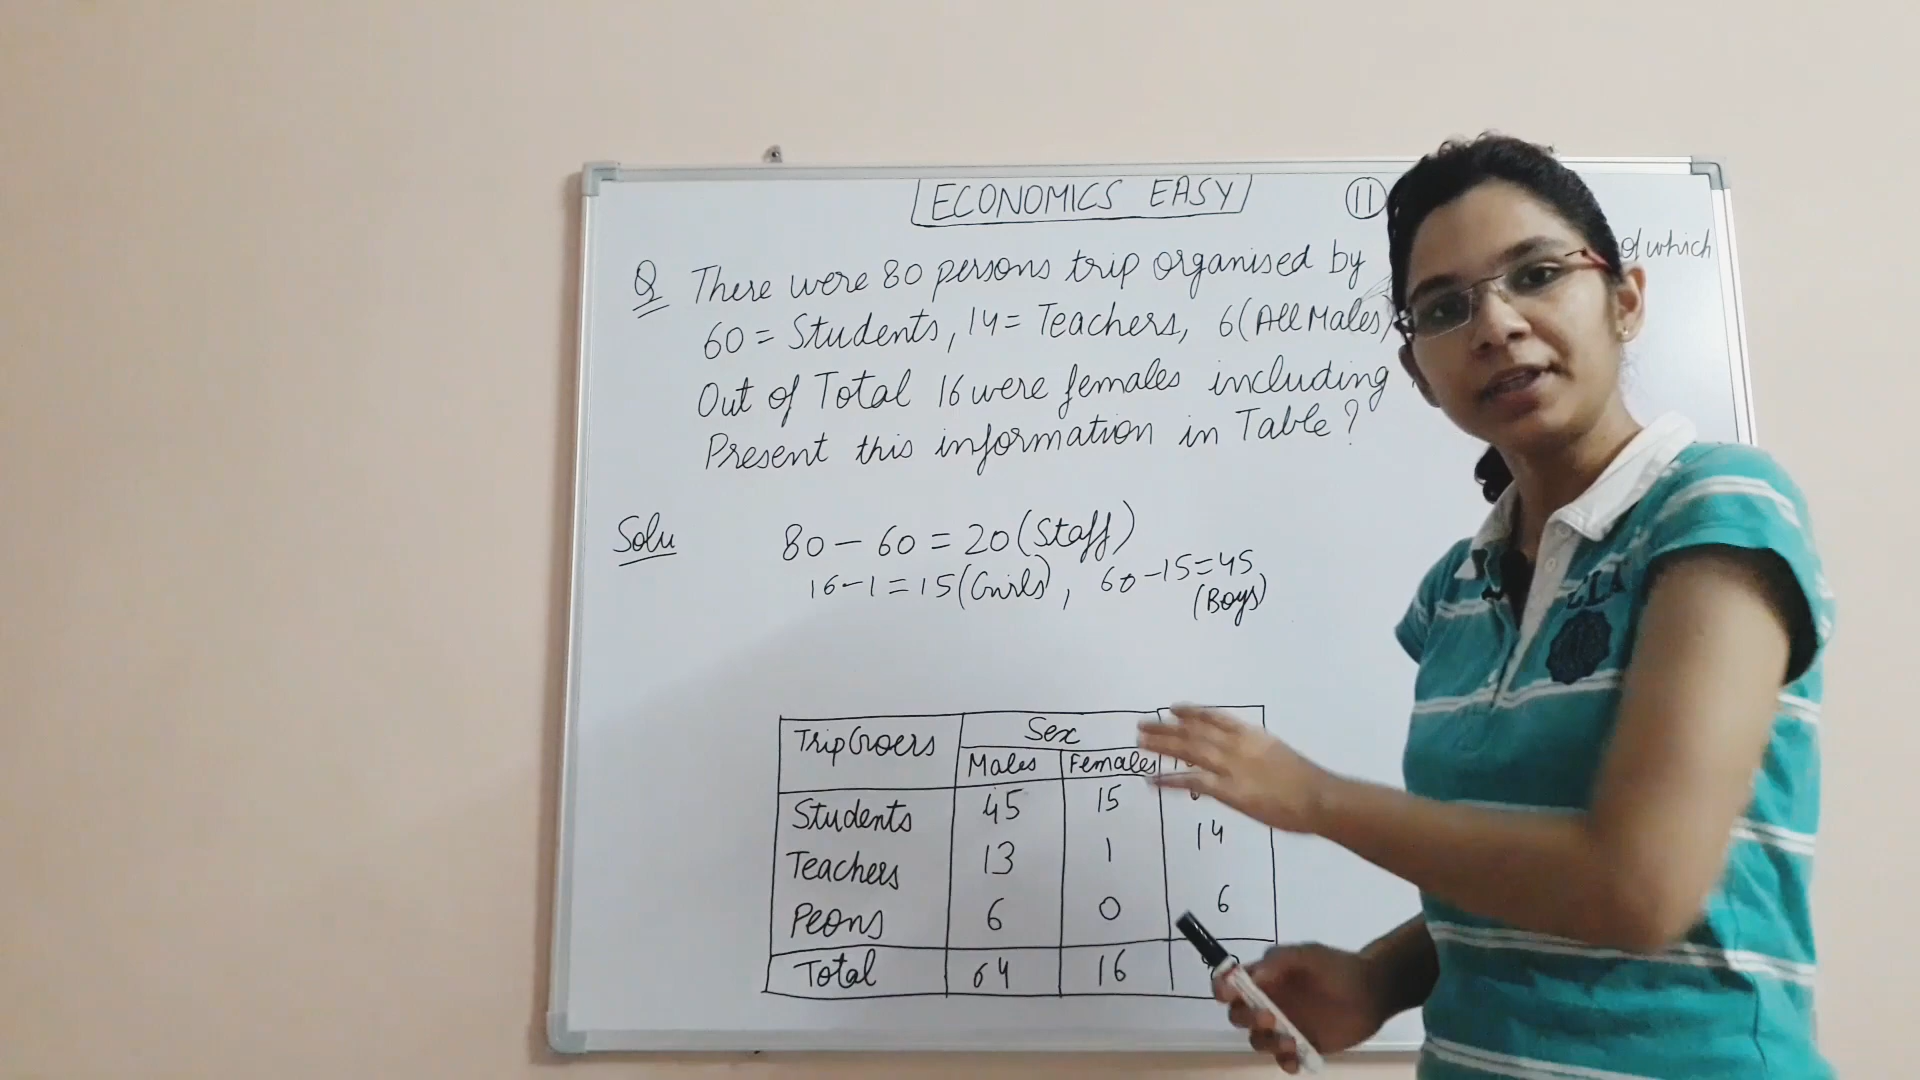 ECONOMICS EASY
11
Q There were 80 persons trip organised by of which
60 = Students, 14 = Teachers, 6 (All Males)
Out of Total 16 were females including
Present this information in Table?
Solu 80 - 60 = 20 (Staff)
16 - 1 = 15 (Girls), 60 - 15 = 45
(Boys)
TripGoers Sex
Males Females
Students 45 15
Teachers 13 1 14
Peons 6 0 6
Total 64 16